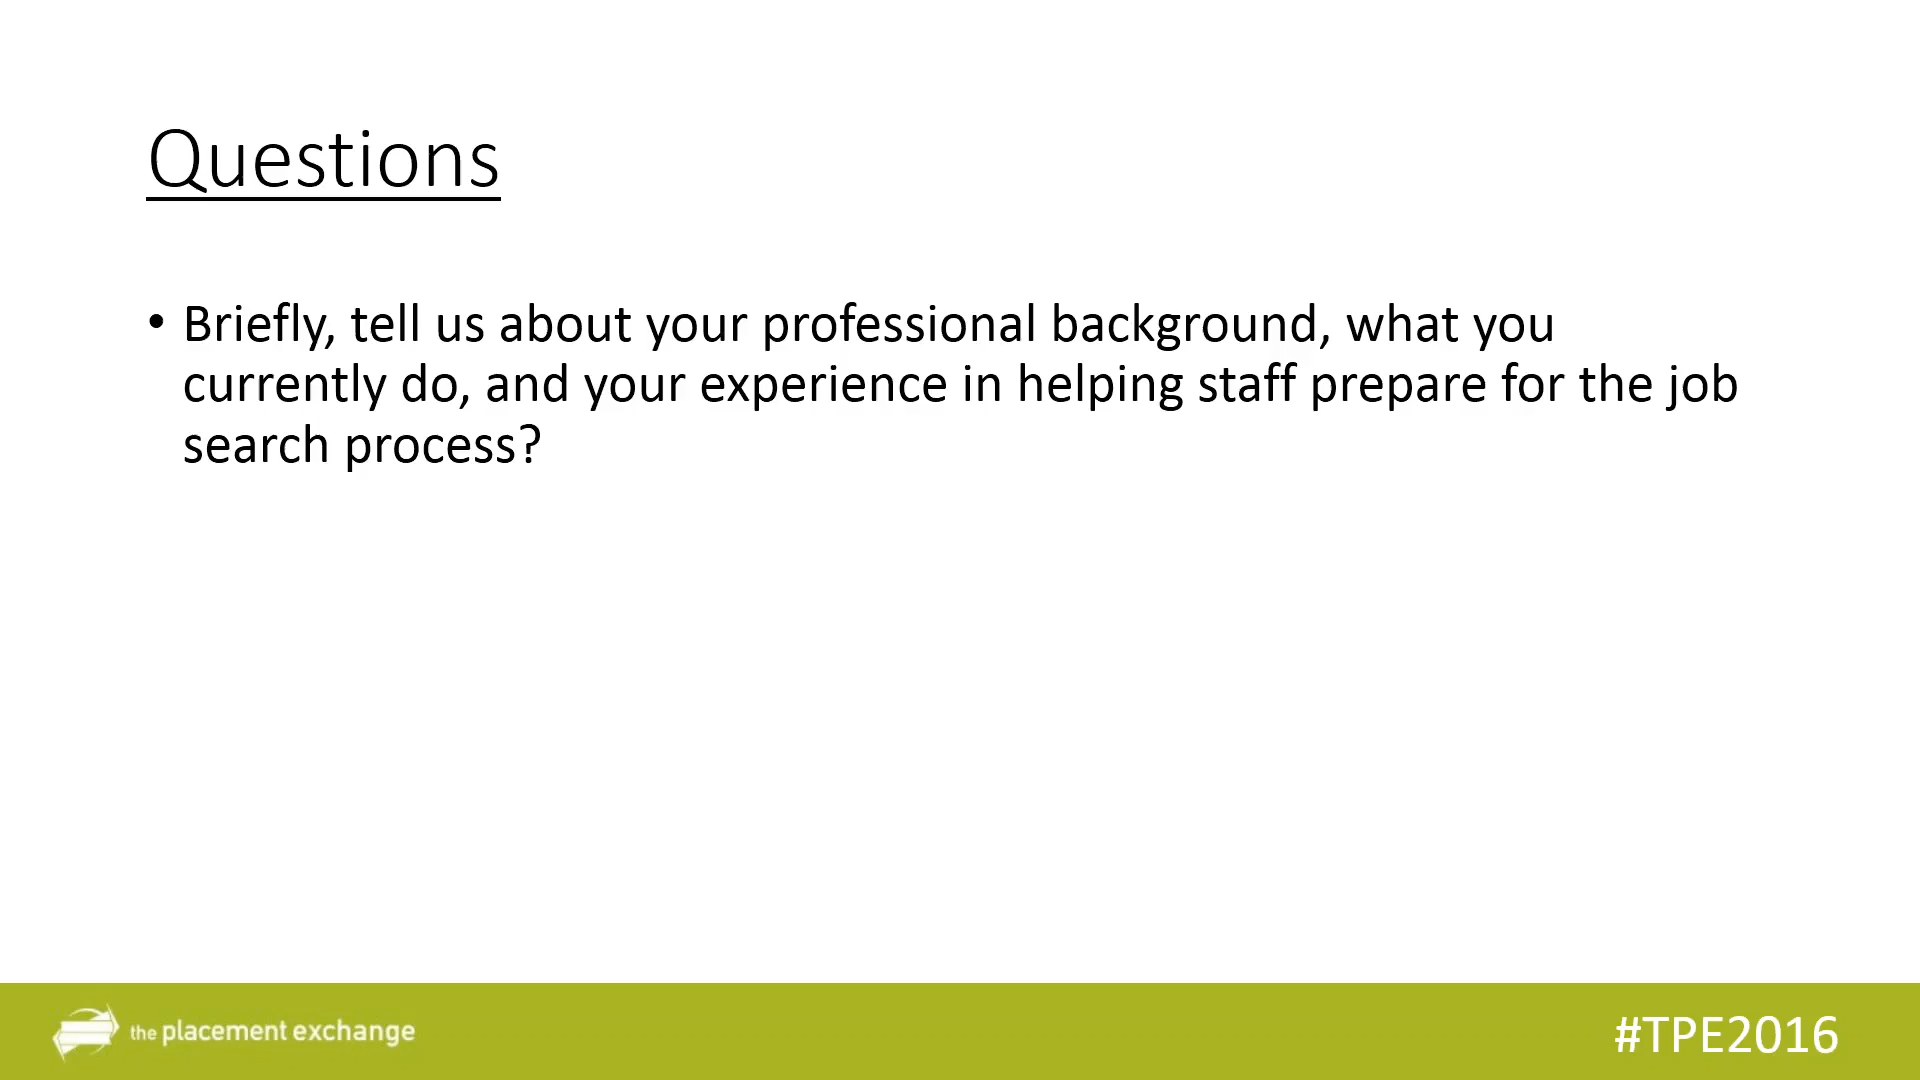 Questions
• Briefly, tell us about your professional background, what you
currently do, and your experience in helping staff prepare for the job
search process?
the placement exchange
#TPE2016